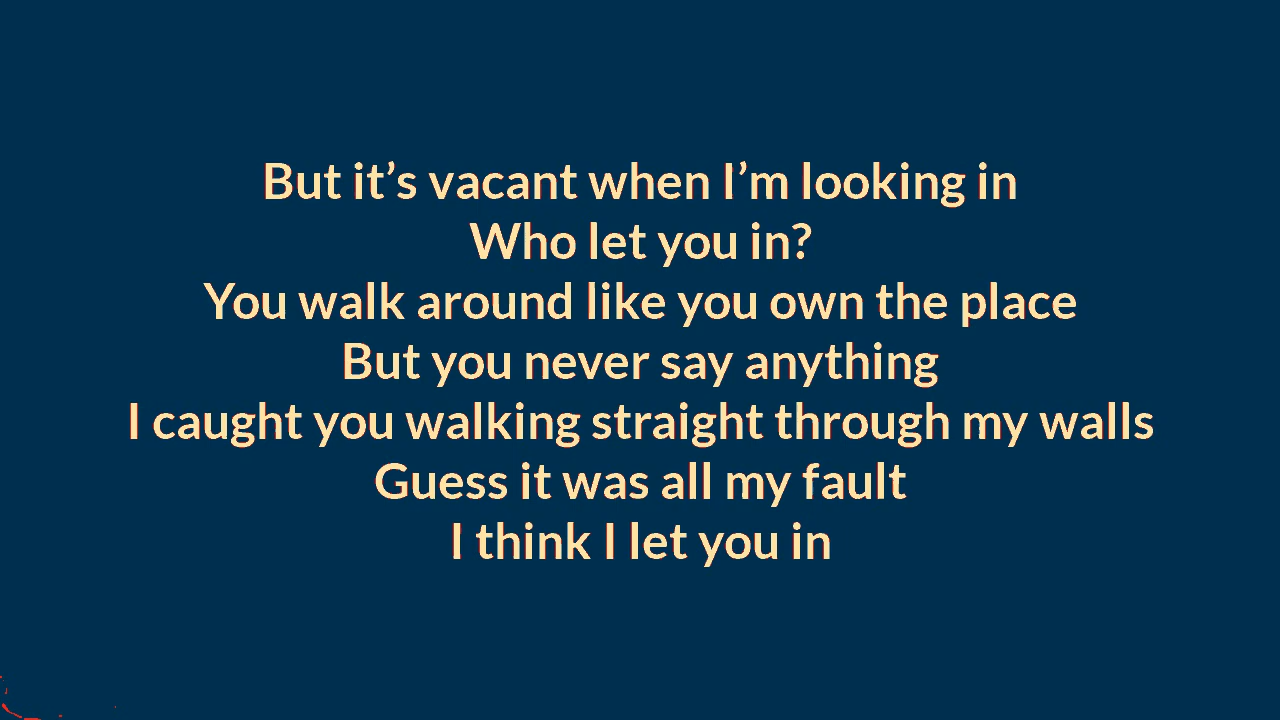 But it’s vacant when I’m looking in
Who let you in?
You walk around like you own the place
But you never say anything
I caught you walking straight through my walls
Guess it was all my fault
I think I let you in